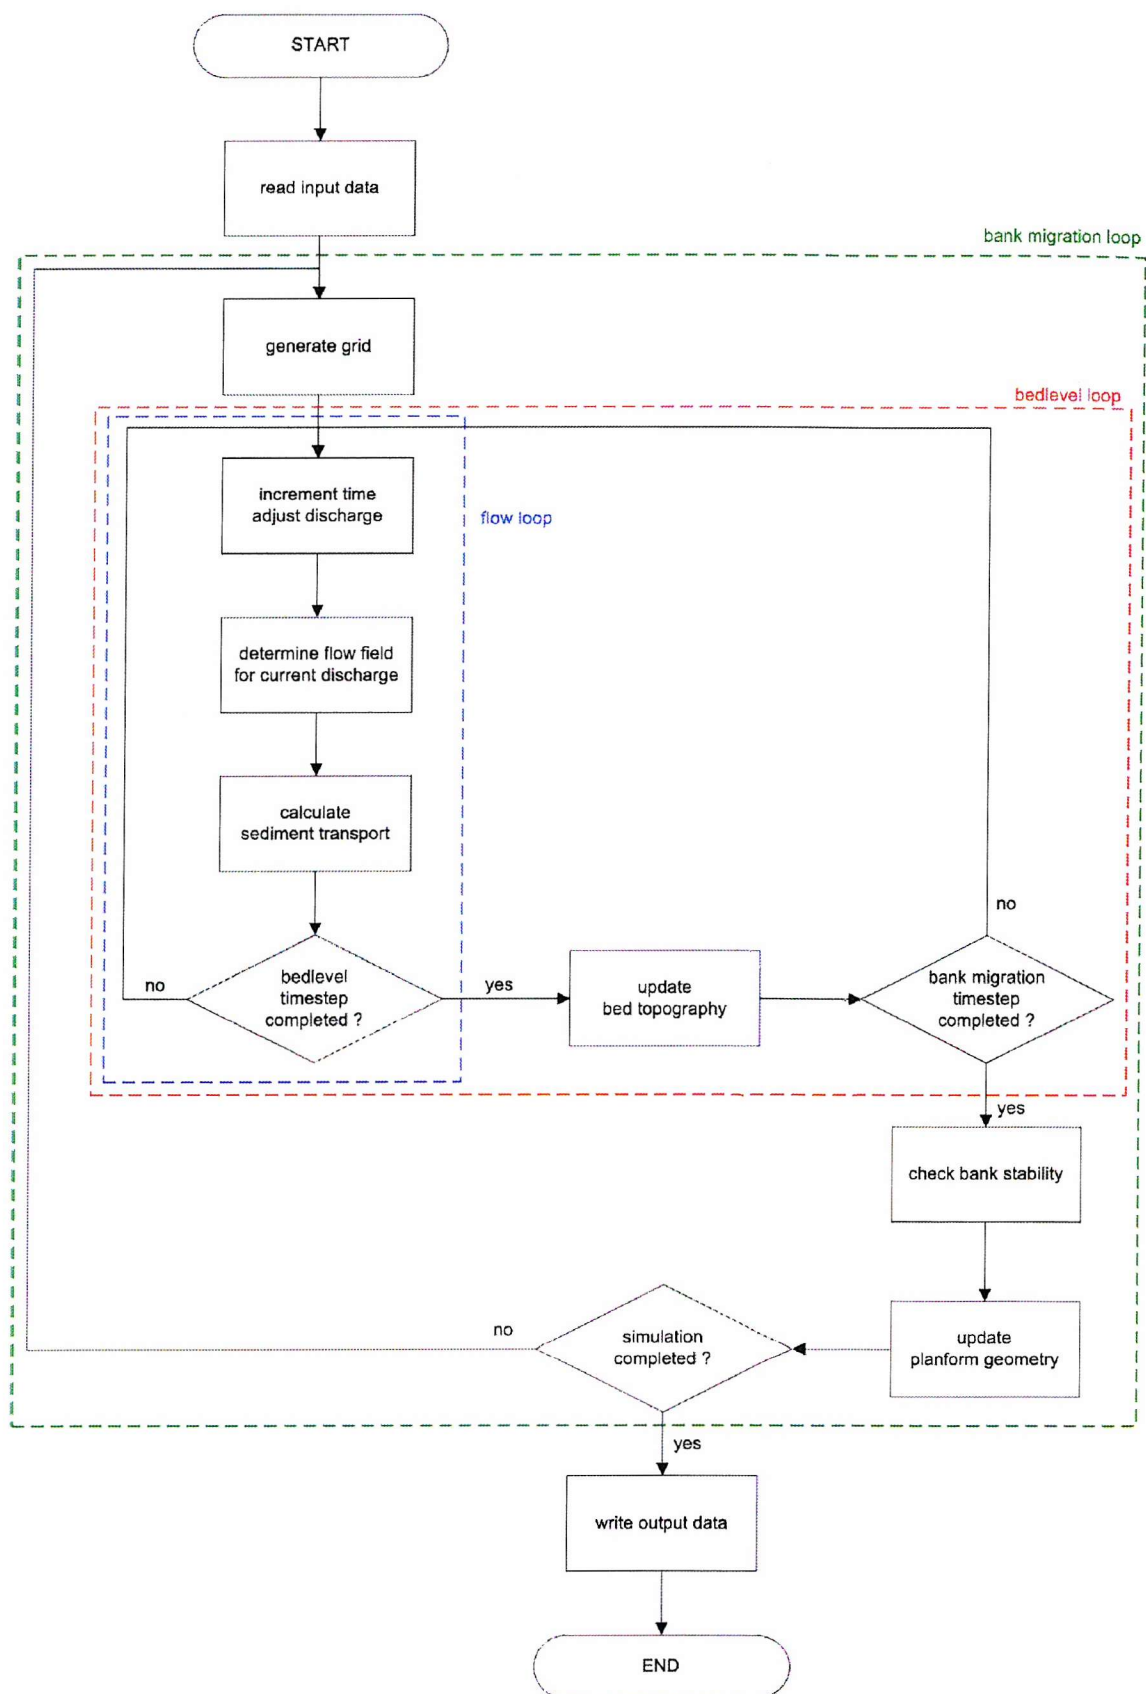 START
read input data
bank migration loop
generate grid
bedlevel loop
increment time
adjust discharge
flow loop
determine flow field
for current discharge
calculate
sediment transport
no
bedlevel
timestep
completed ?
yes
update
bed topography
no
bank migration
timestep
completed ?
yes
check bank stability
update
planform geometry
simulation
completed ?
no
yes
write output data
END